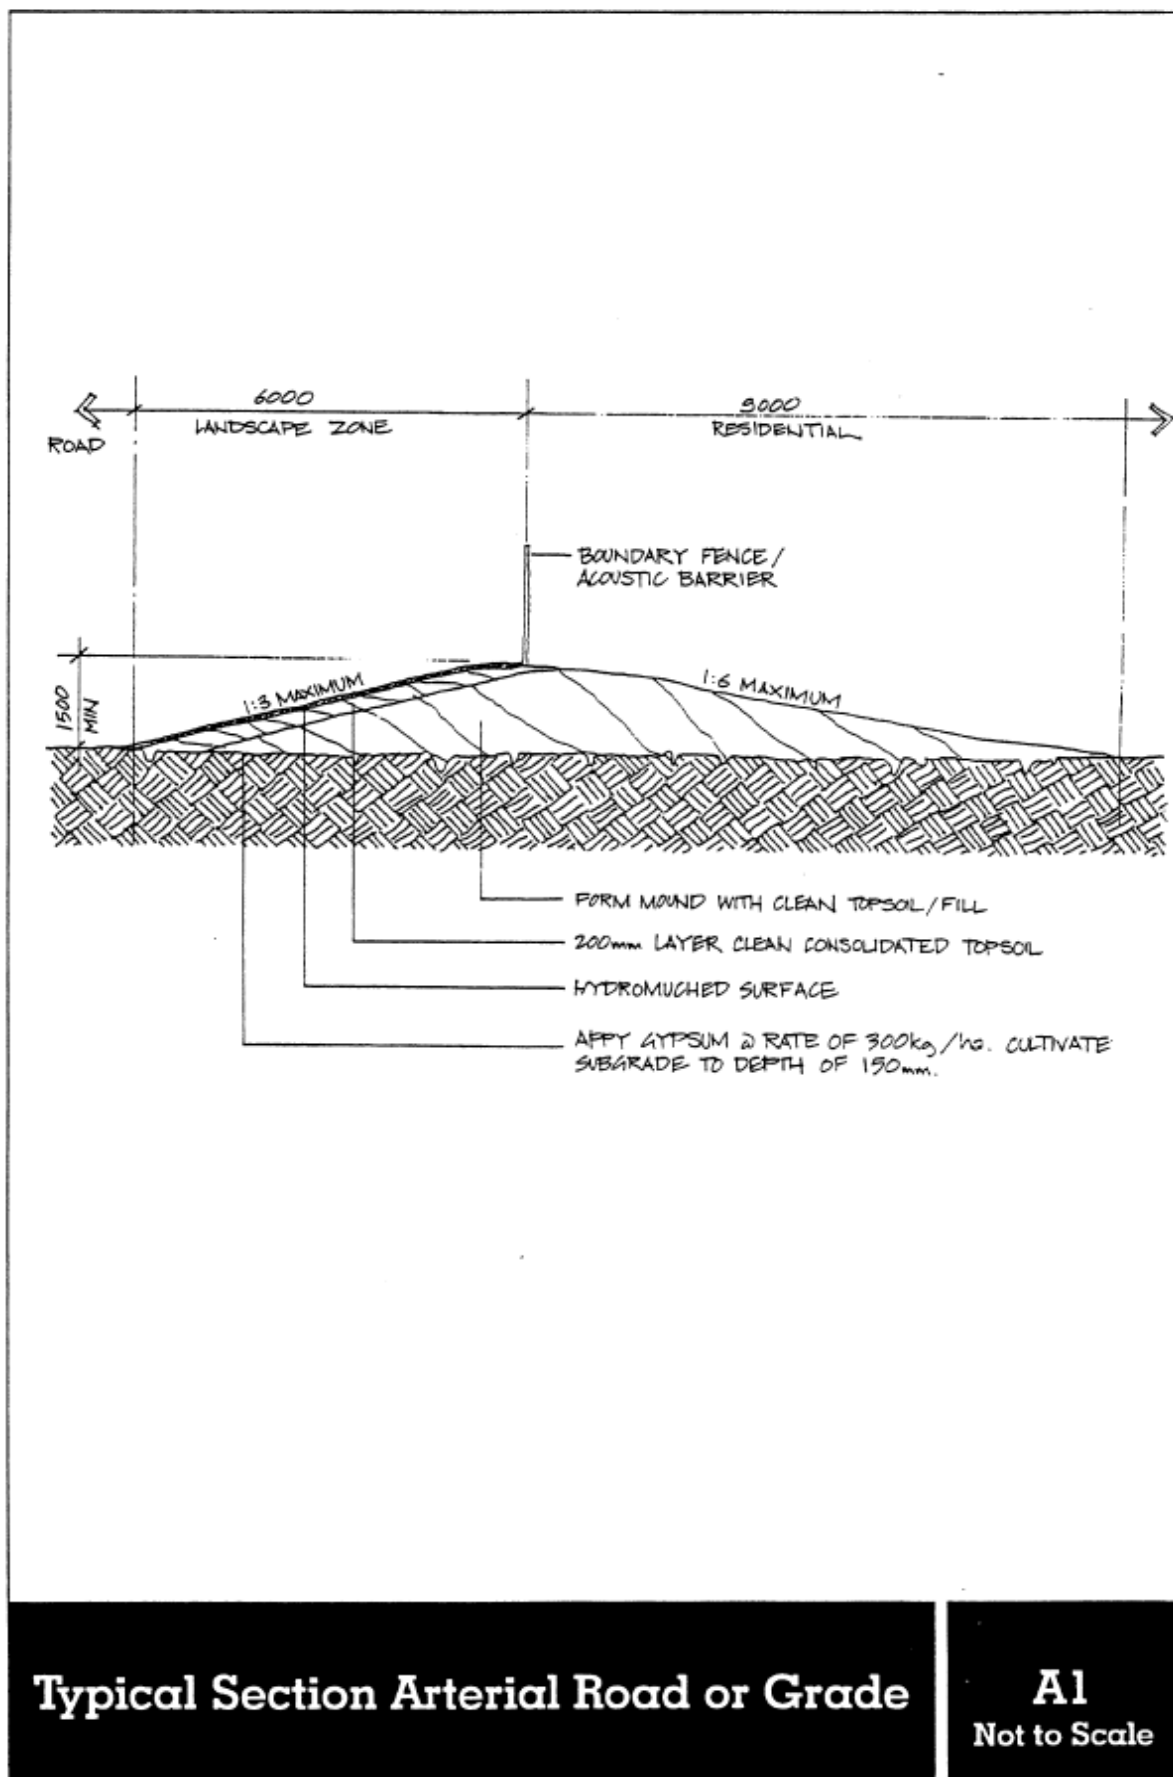 6000
9000
LANDSCAPE ZONE
RESIDENTIAL
ROAD
BOUNDARY FENCE/
ACOUSTIC BARRIER
1:3 MAXIMUM
1:6 MAXIMUM
1500
MIN
FORM MOUND WITH CLEAN TOPSOIL/FILL
200mm LAYER CLEAN CONSOLIDATED TOPSOIL
HYDROMUCHED SURFACE
APPY GYPSUM @ RATE OF 300kg/ha. CULTIVATE
SUBGRADE TO DEPTH OF 150mm.
Typical Section Arterial Road or Grade
A1
Not to Scale